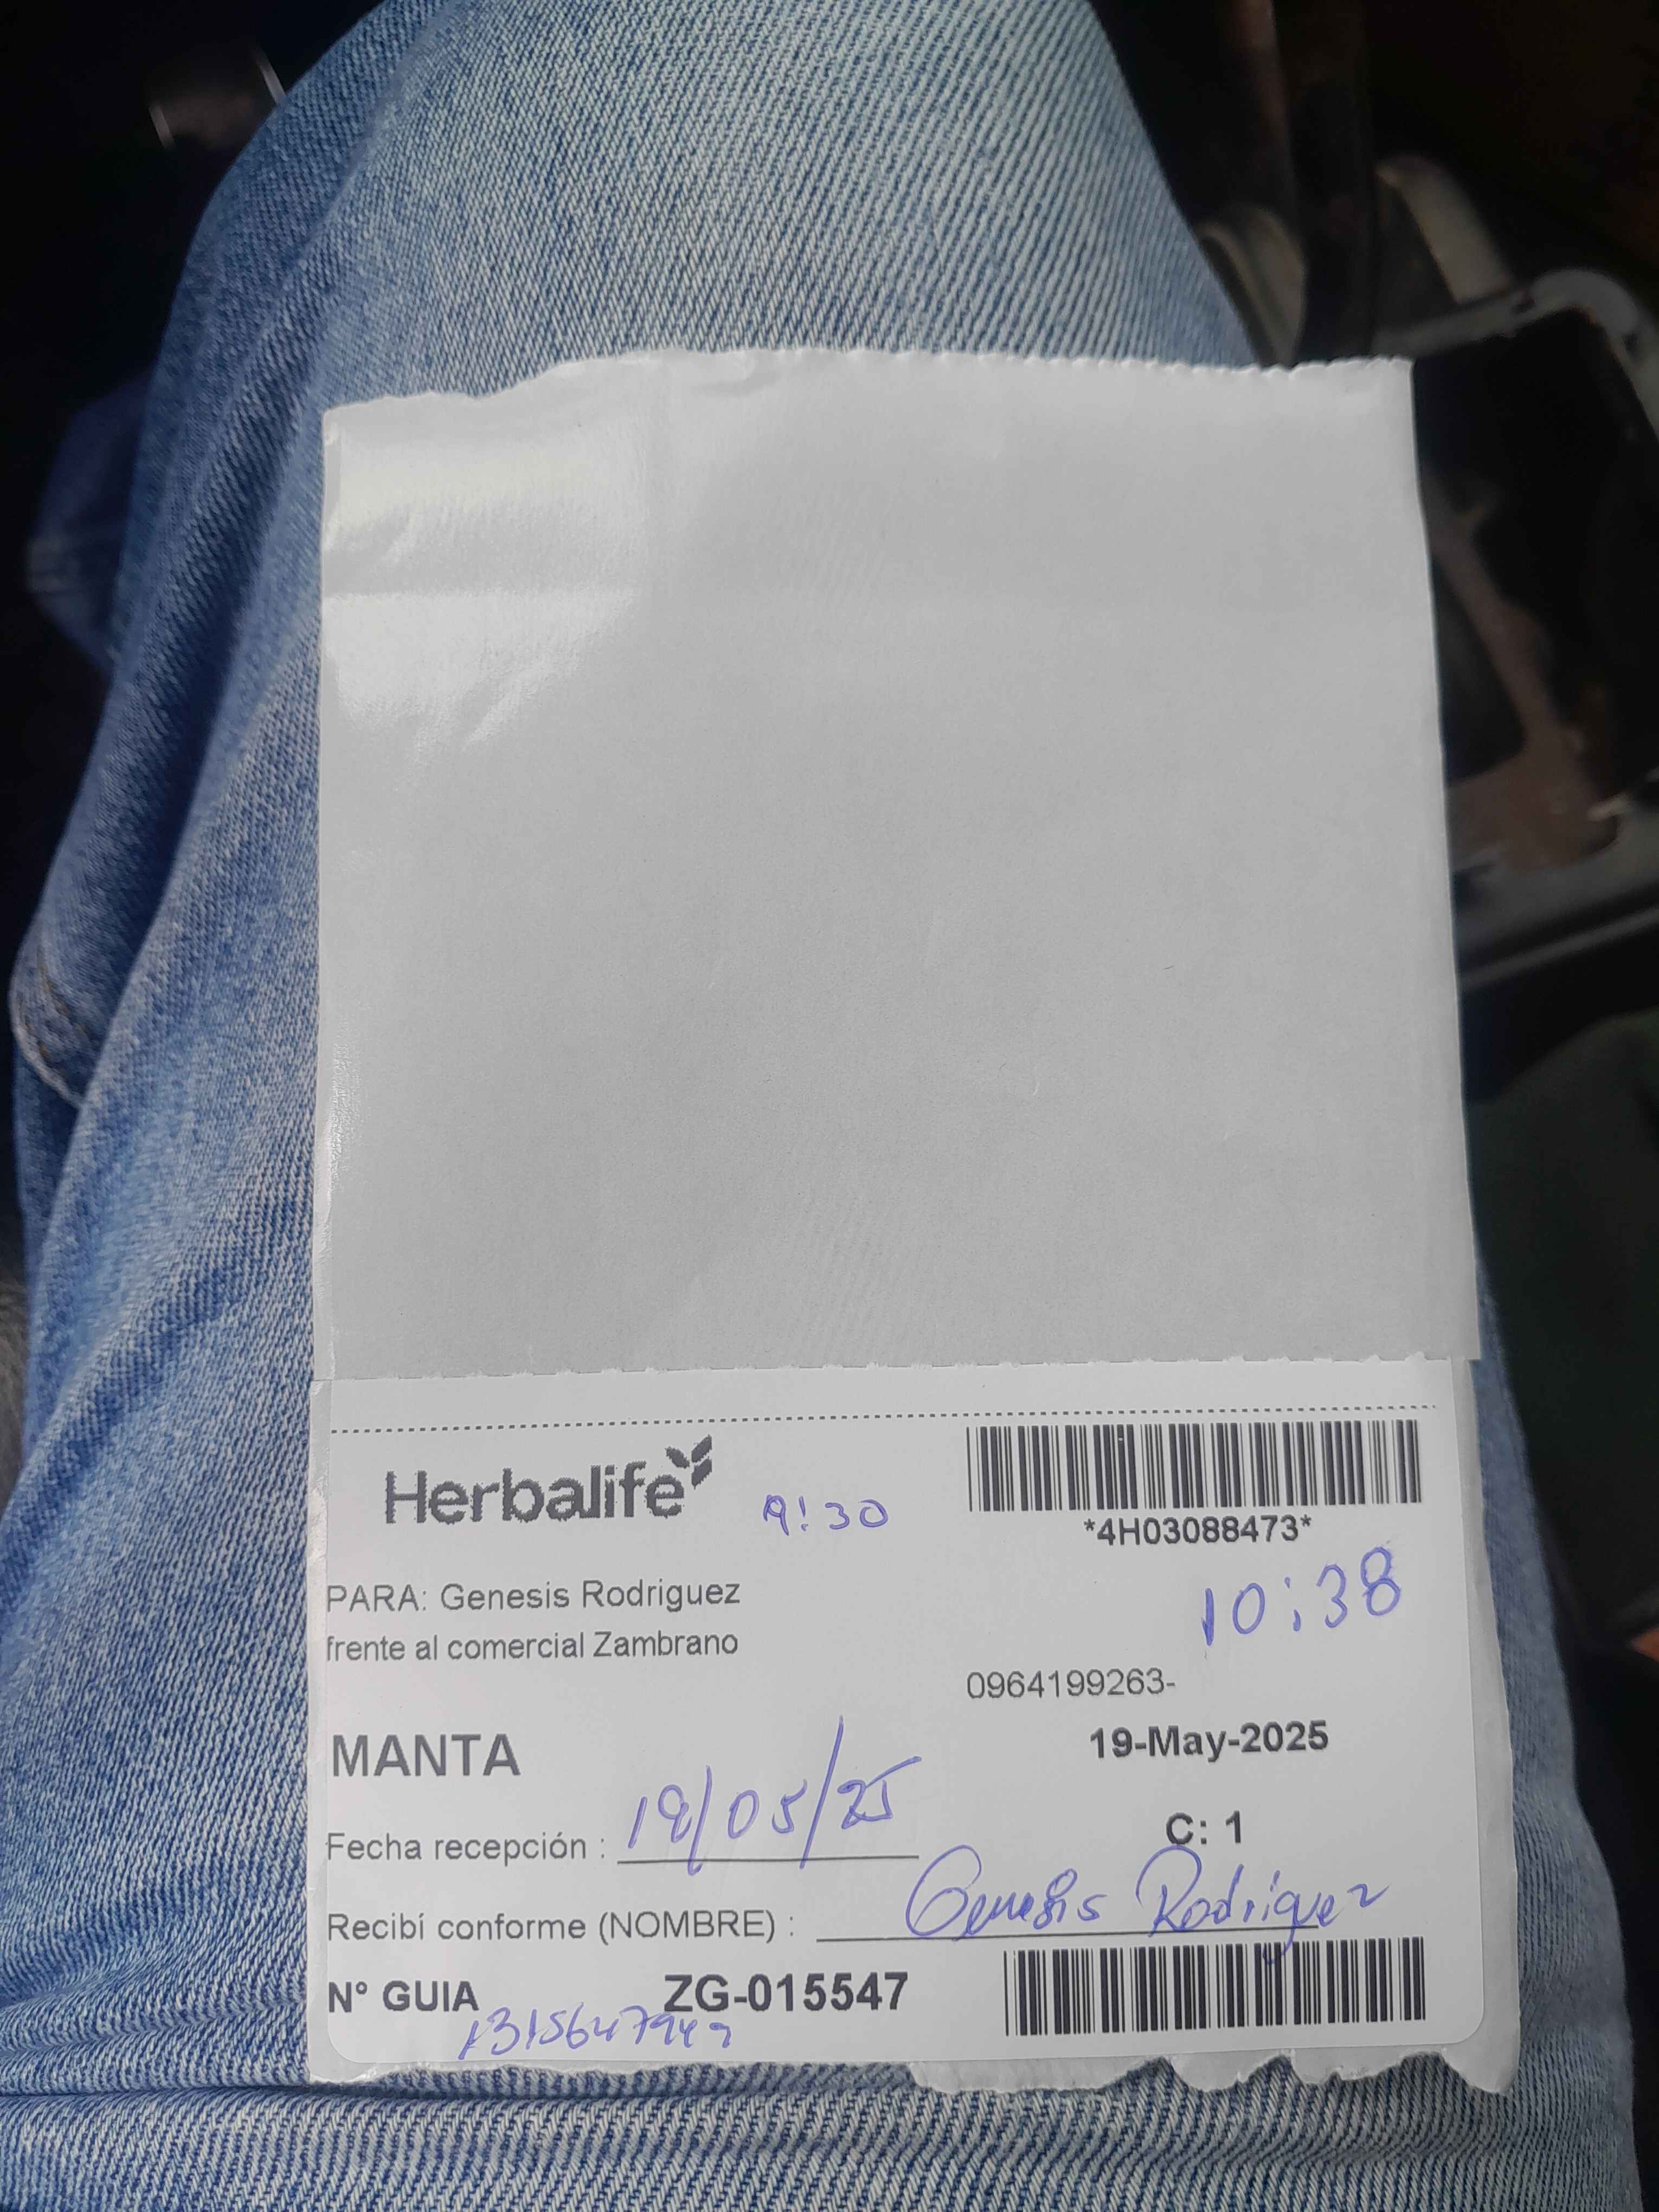 Herbalife
9:30
*4H03088473*
10:38
PARA: Genesis Rodriguez
frente al comercial Zambrano
0964199263-
MANTA
19-May-2025
Fecha recepción : 19/05/25
C: 1
Recibí conforme (NOMBRE) : Genesis Rodriguez
N° GUIA ZG-015547